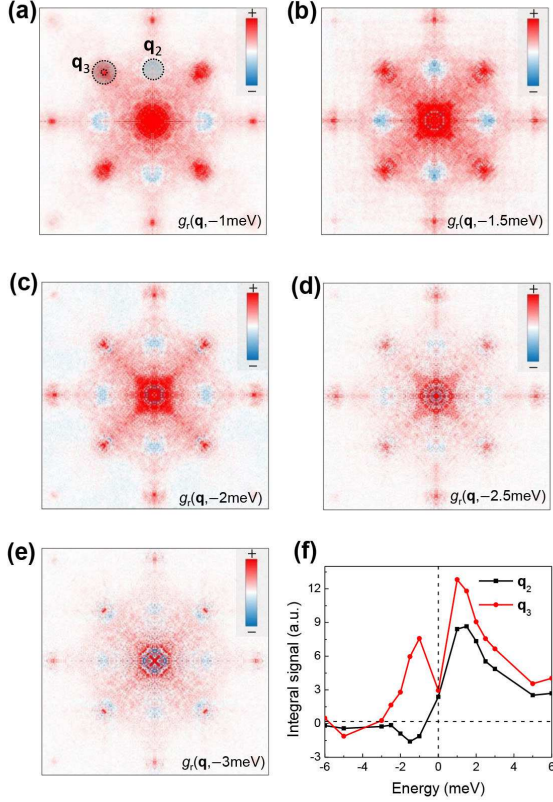 (a)
q3
q2
+
−
gr(q,−1meV)
(b)
+
−
gr(q,−1.5meV)
(c)
+
−
gr(q,−2meV)
(d)
+
−
gr(q,−2.5meV)
(e)
+
−
gr(q,−3meV)
(f)
Integral signal (a.u.)
12
9
6
3
0
-3
q2
q3
-6 -4 -2 0 2 4 6
Energy (meV)